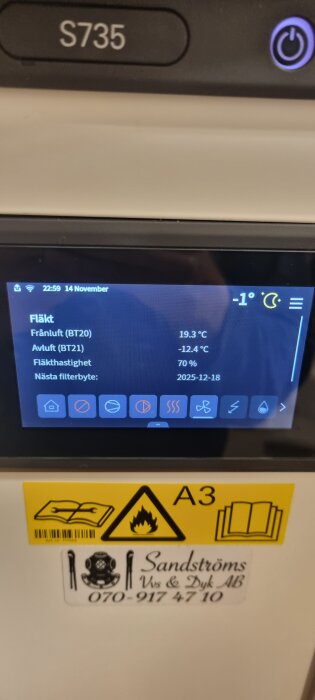 S735
22:59 14 November
-1°
Fläkt
Frånluft (BT20) 19.3 °C
Avluft (BT21) -12.4 °C
Fläkthastighet 70 %
Nästa filterbyte: 2025-12-18
A3
Sandströms
Vvs & Dyk AB
070-917 47 10